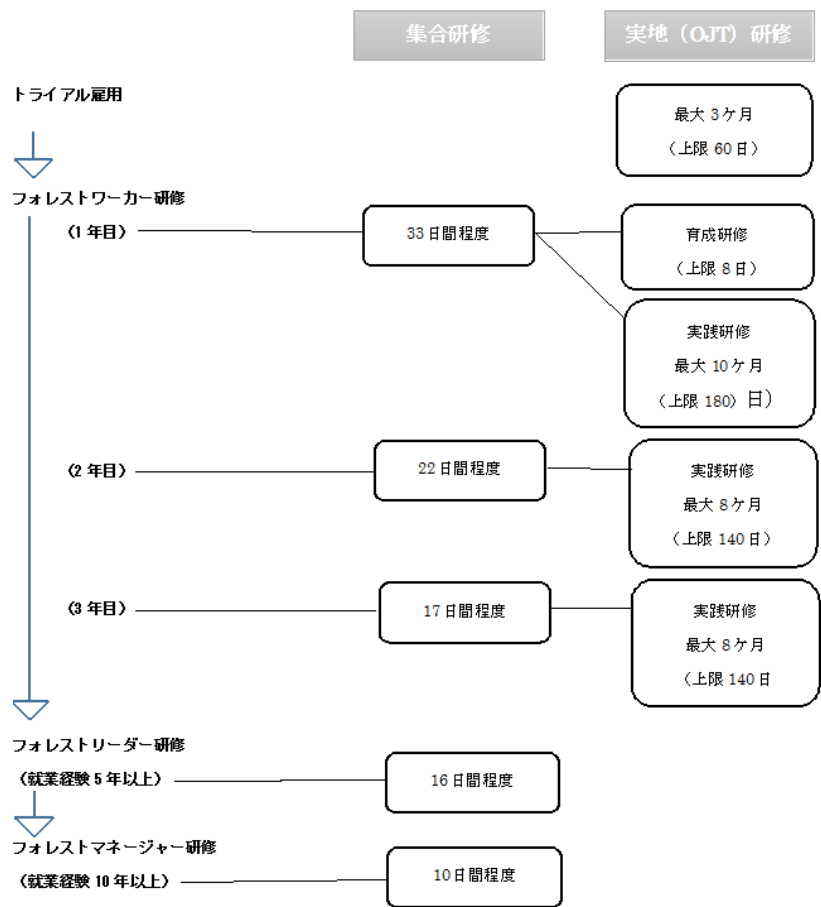 集合研修
実地（OJT）研修
トライアル雇用
最大 3ケ月
（上限 60日）
フォレストワーカー研修
（1 年目）
33日間程度
育成研修
（上限 8日）
実践研修
最大 10ケ月
（上限 180）日）
（2 年目）
22日間程度
実践研修
最大 8ケ月
（上限 140日）
（3 年目）
17日間程度
実践研修
最大 8ケ月
（上限 140日
フォレストリーダー研修
（就業経験 5 年以上）
16日間程度
フォレストマネージャー研修
（就業経験 10 年以上）
10日間程度